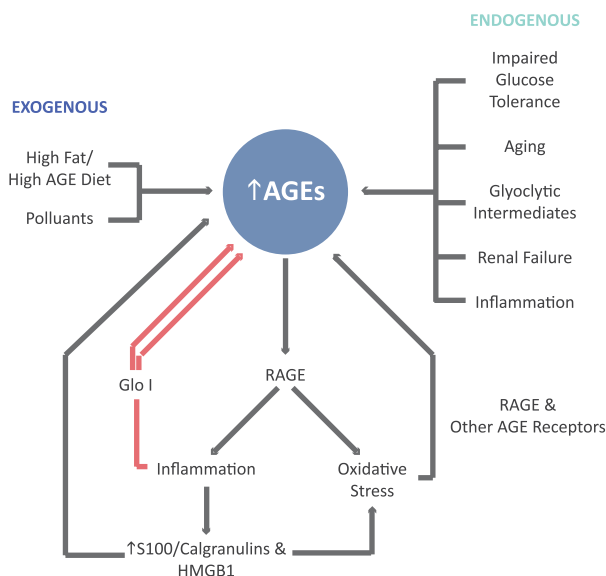 ENDOGENOUS
Impaired
Glucose
Tolerance
Aging
Glyoclytic
Intermediates
Renal Failure
Inflammation
EXOGENOUS
High Fat/
High AGE Diet
Polluants
↑AGEs
Glo I
RAGE
RAGE &
Other AGE Receptors
Inflammation
Oxidative
Stress
↑S100/Calgranulins &
HMGB1